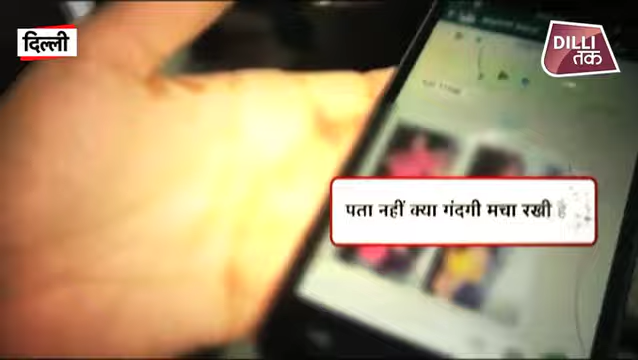 दिल्ली
DILLI
तक
पता नहीं क्या गंदगी मचा रखी है